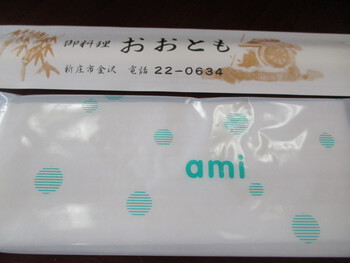 御料理 おおとも
新庄市金沢 電話 22-0634
ami